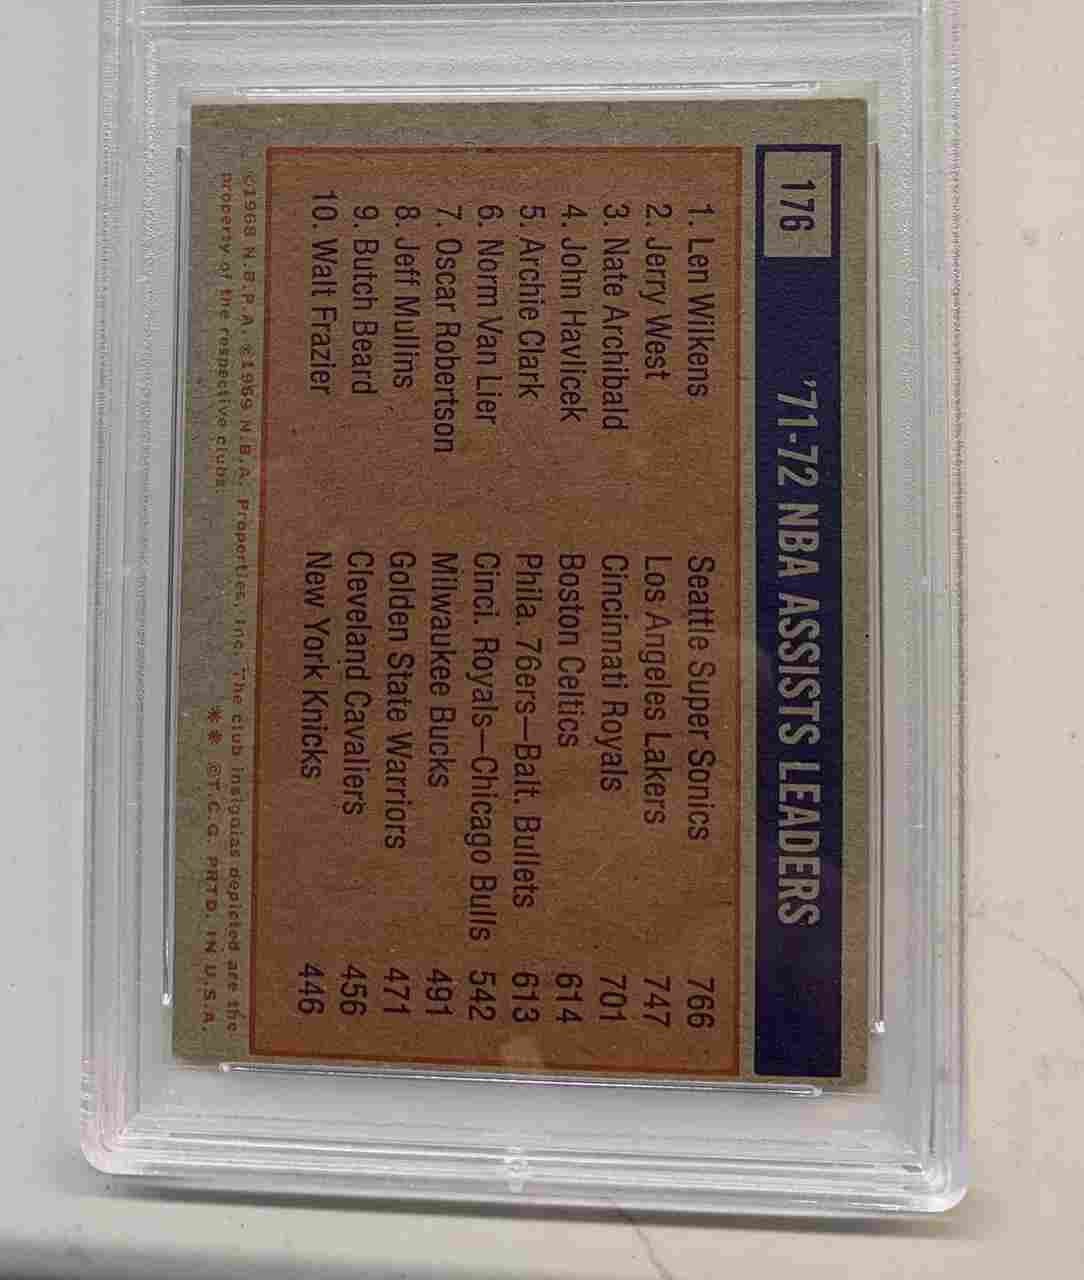 176
'71-72 NBA ASSISTS LEADERS
1. Len Wilkens Seattle Super Sonics 766
2. Jerry West Los Angeles Lakers 747
3. Nate Archibald Cincinnati Royals 701
4. John Havlicek Boston Celtics 614
5. Archie Clark Phila. 76ers—Balt. Bullets 613
6. Norm Van Lier Cinci. Royals—Chicago Bulls 542
7. Oscar Robertson Milwaukee Bucks 491
8. Jeff Mullins Golden State Warriors 471
9. Butch Beard Cleveland Cavaliers 456
10. Walt Frazier New York Knicks 446
©1968 N.B.P.A. ©1969 N.B.A. Properties, Inc. The club insignias depicted are the
property of the respective clubs. ** ©T.C.G. PRTD. IN U.S.A.